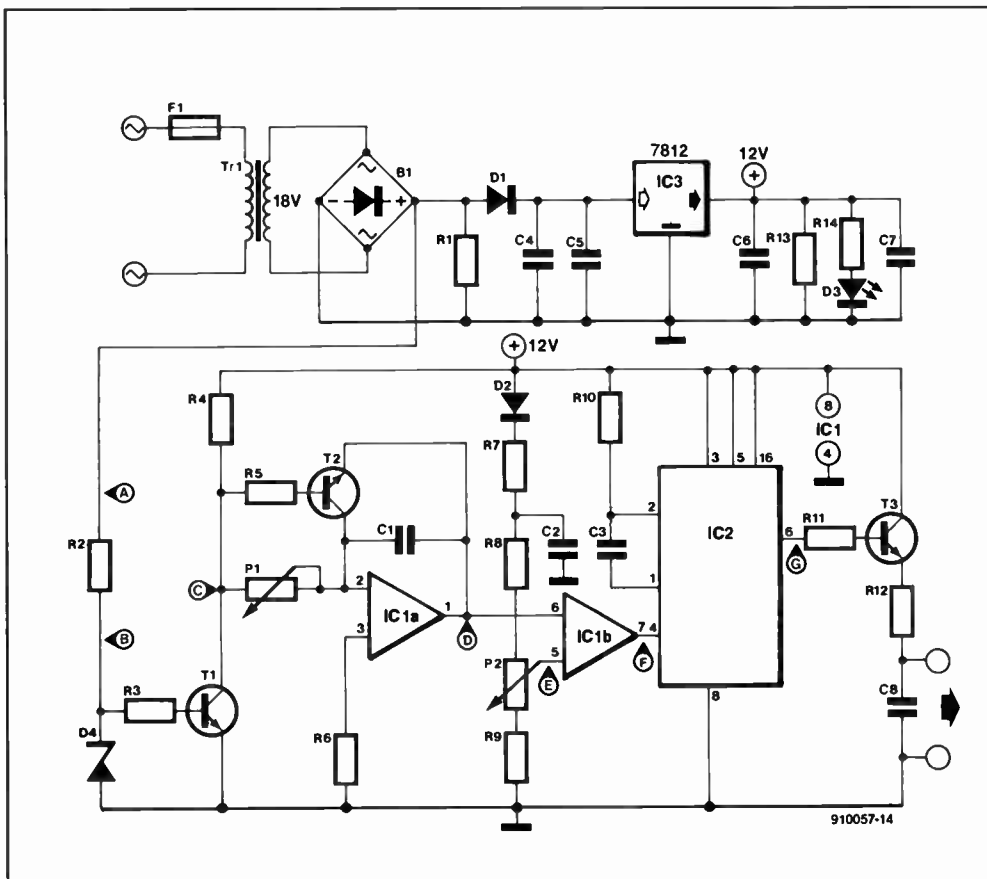 F1
Tr1
18V
B1
D1
7812
IC3
12V
R1
C4
C5
C6
R13
R14
D3
C7
12V
R4
D2
R10
8
IC1
4
R5
T2
R7
3
5
16
A
C1
R8
C2
C3
2
IC2
6
R11
T3
G
R2
C
P1
2
IC1a
1
1
R12
3
D
6
IC1b
7
4
B
P2
5
E
F
C8
R3
T1
8
D4
R6
R9
910057-14